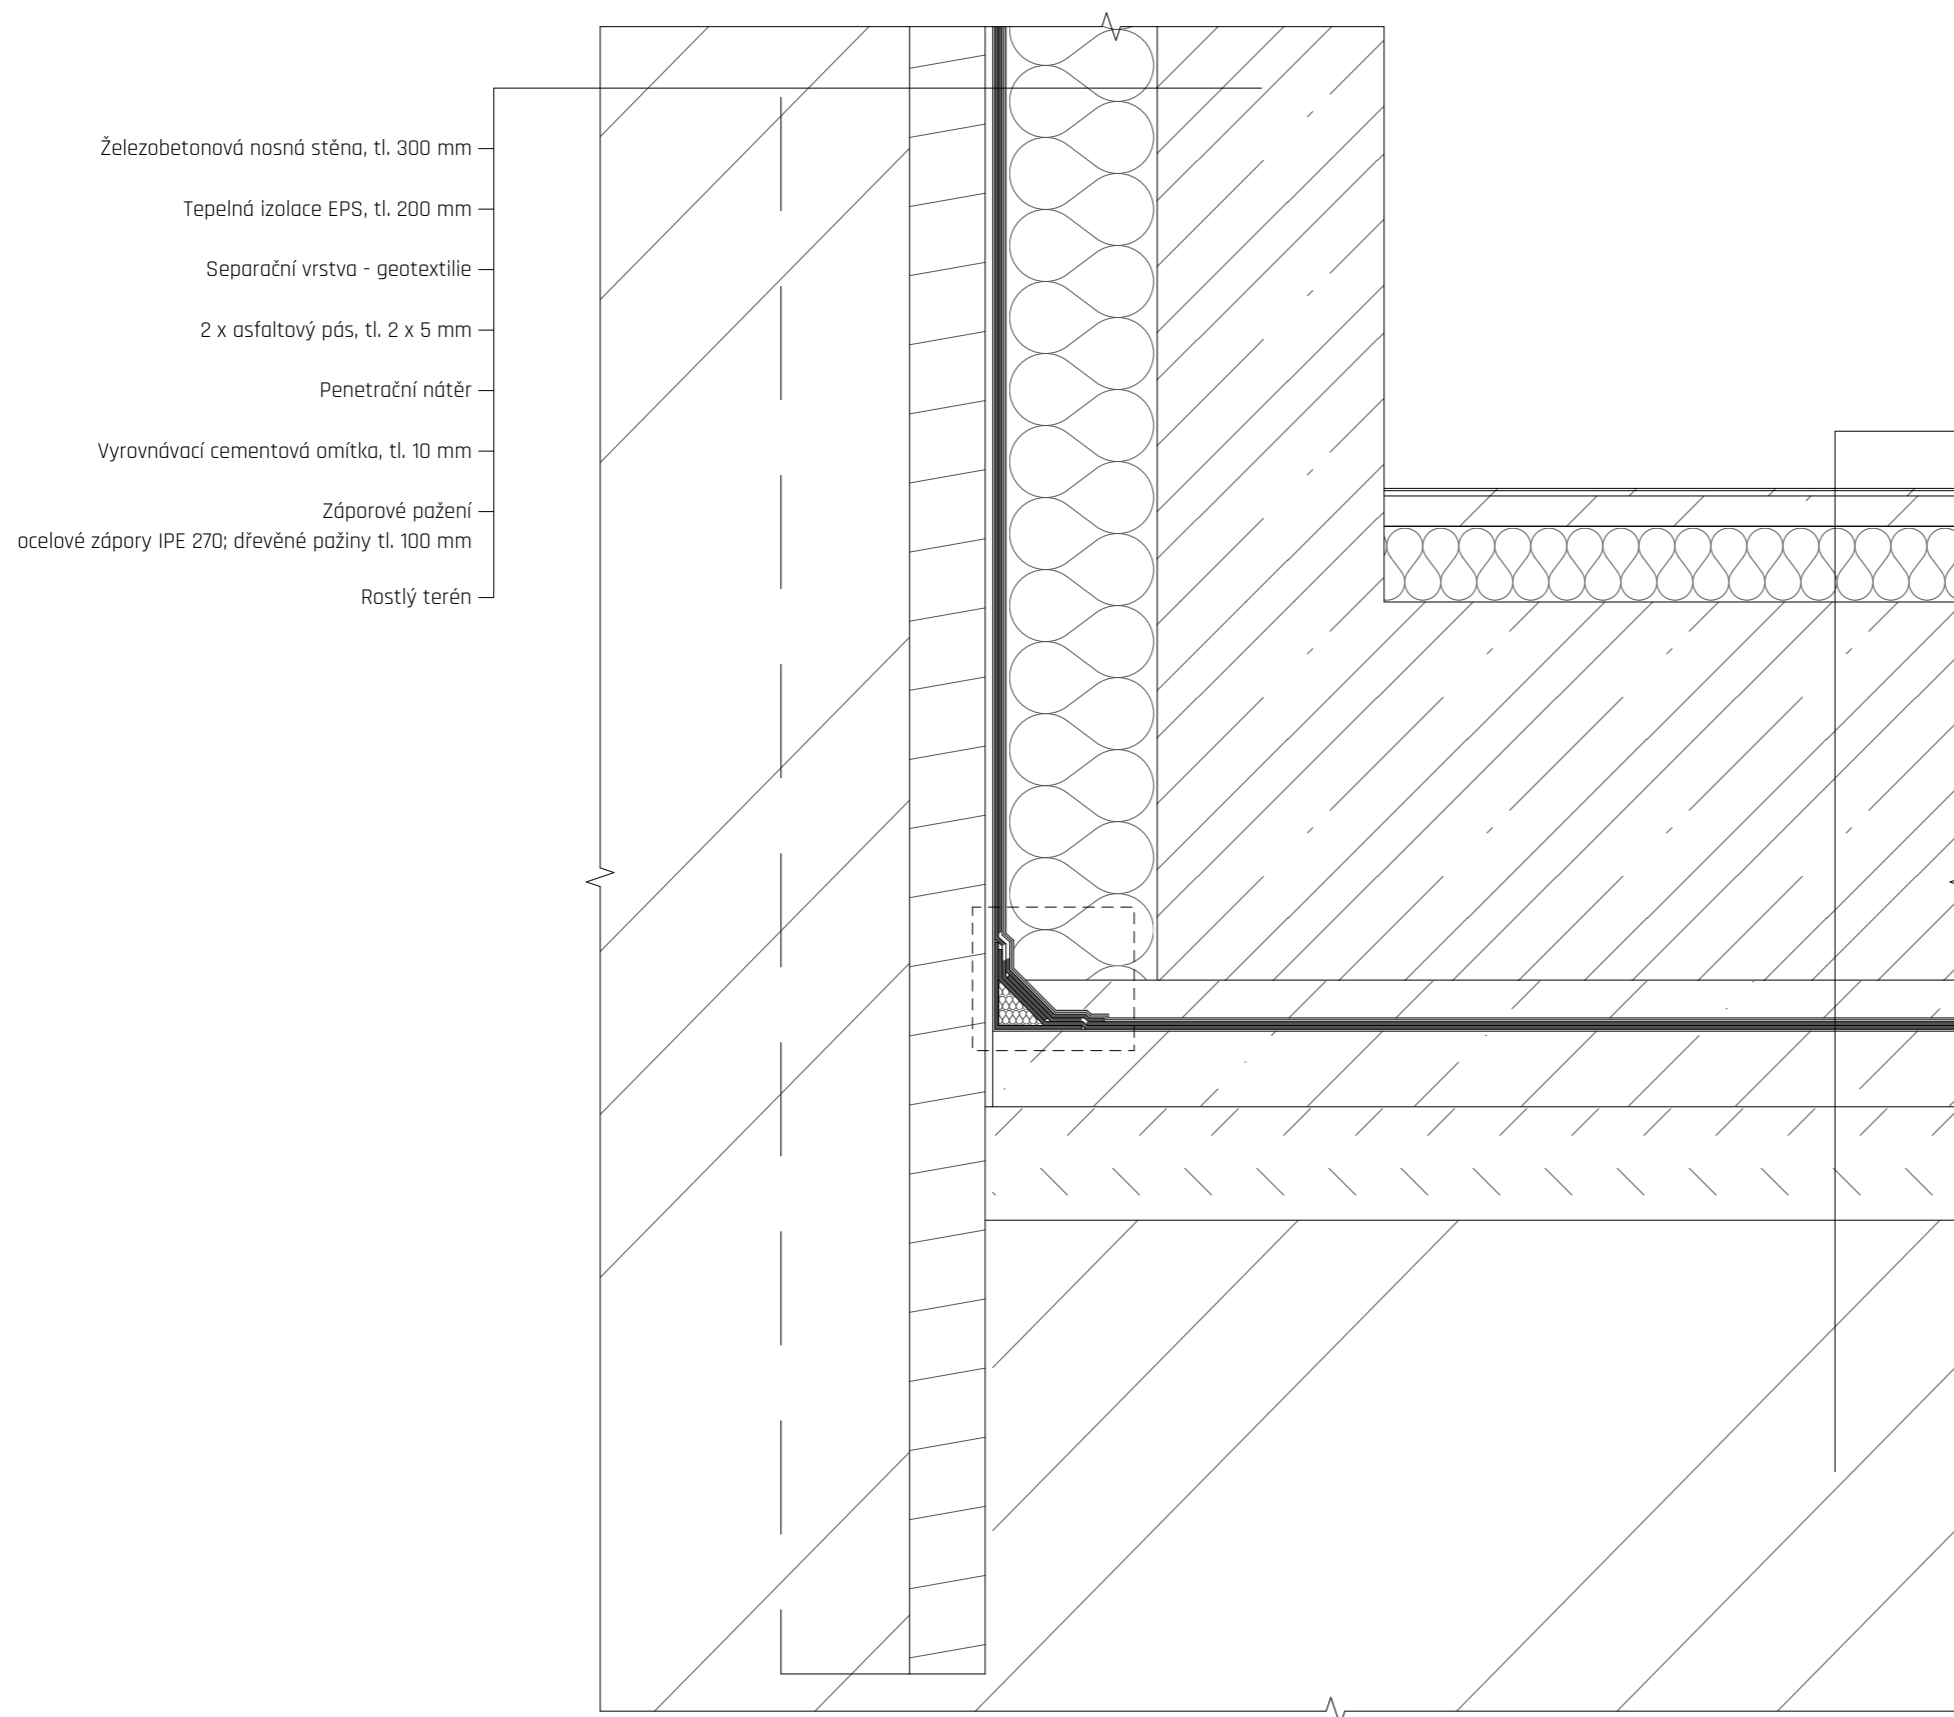 Železobetonová nosná stěna, tl. 300 mm
Tepelná izolace EPS, tl. 200 mm
Separační vrstva - geotextilie
2 x asfaltový pás, tl. 2 x 5 mm
Penetrační nátěr
Vyrovnávací cementová omítka, tl. 10 mm
Záporové pažení
ocelové zápory IPE 270; dřevěné pažiny tl. 100 mm
Rostlý terén